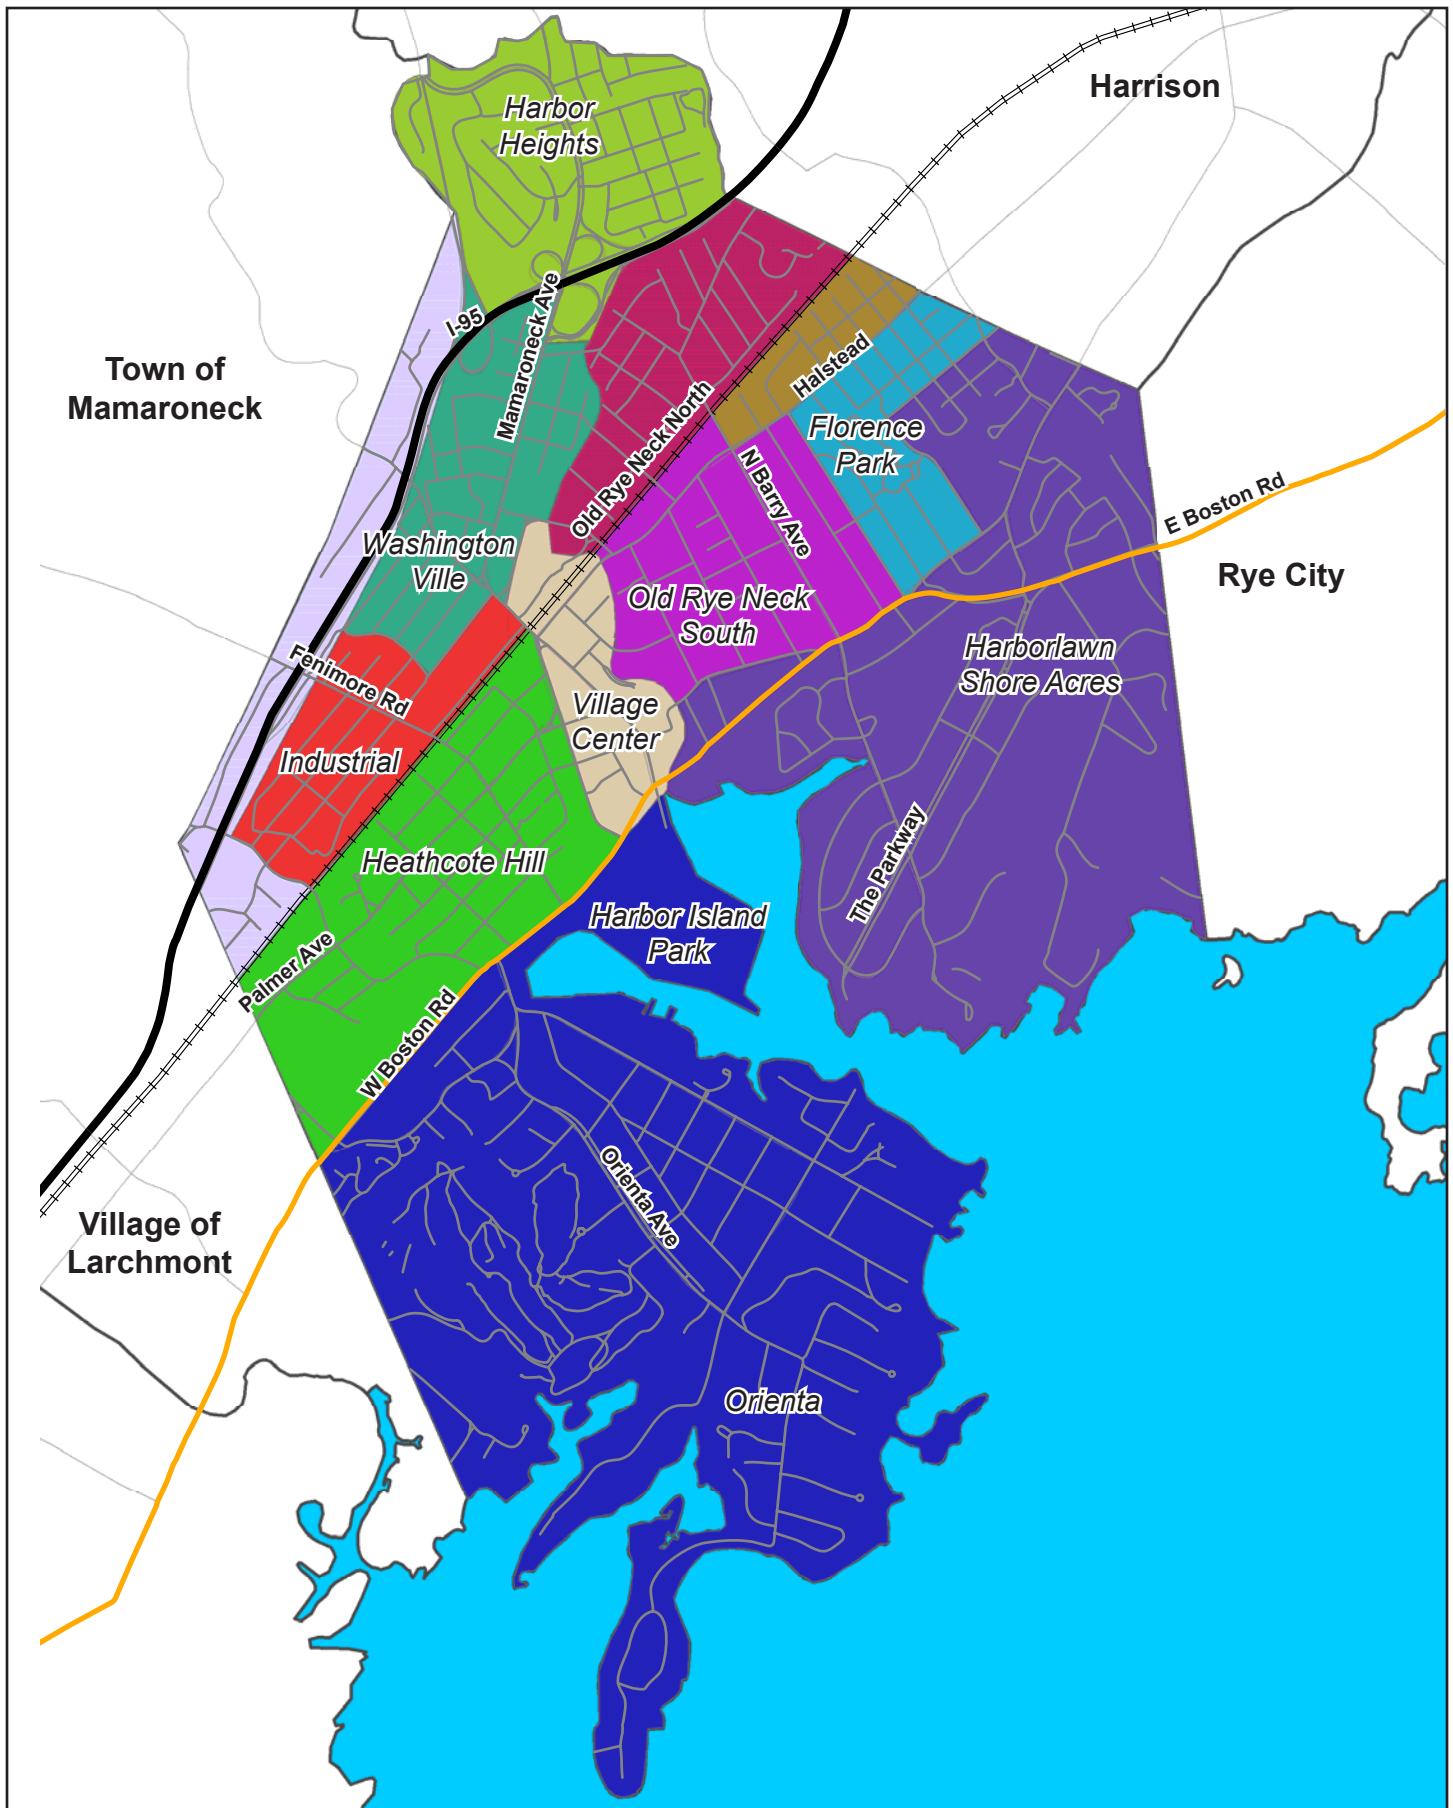 Harrison
Harbor
Heights
Mamaroneck Ave
I-95
Town of
Mamaroneck
Old Rye Neck North
Halstead
Florence
Park
N Barry Ave
E Boston Rd
Washington
Ville
Rye City
Old Rye Neck
South
Harborlawn
Shore Acres
Fenimore Rd
Village
Center
Industrial
Heathcote Hill
The Parkway
Harbor Island
Park
Palmer Ave
W Boston Rd
Orienta Ave
Village of
Larchmont
Orienta